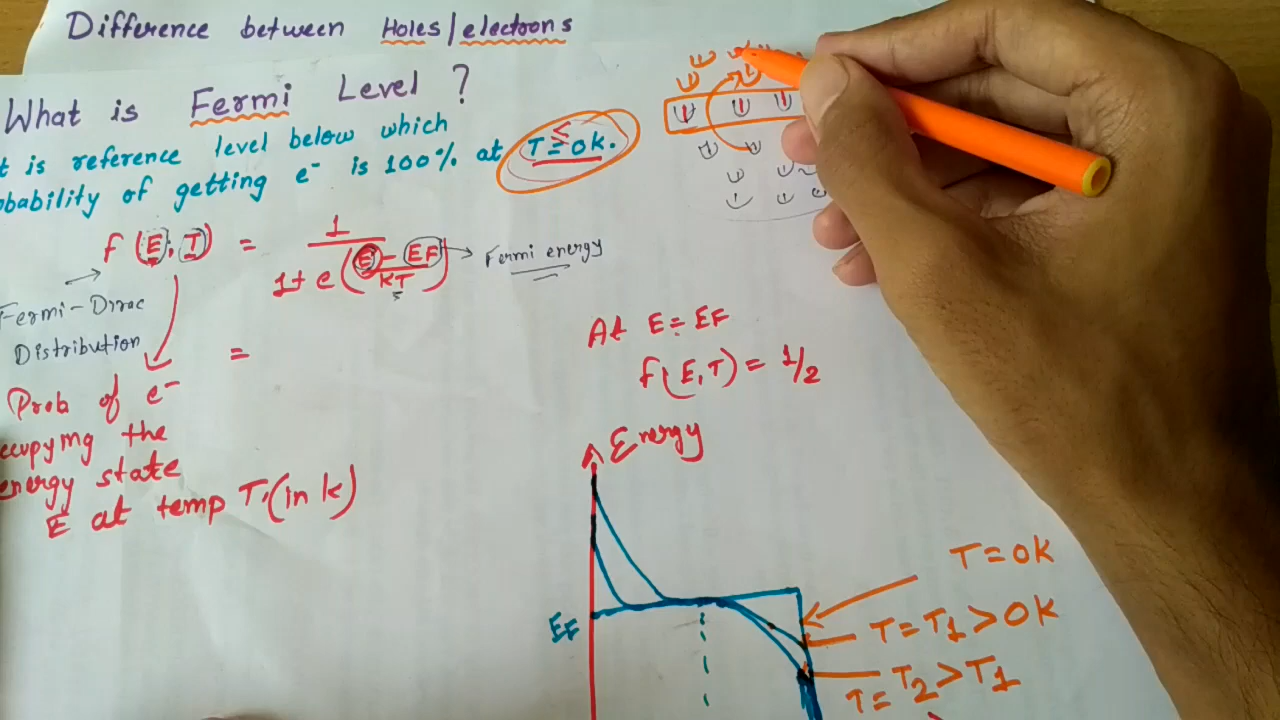 Difference between Holes/electrons
What is Fermi Level ?
t is reference level below which
obability of getting e⁻ is 100% at T ≤ 0k.
f (E, T) = 1 / 1+ e (E - EF / KT) → Fermi energy
Fermi-Dirac
Distribution
=
Prob of e⁻
ccupying the
energy state
E at temp T, (in k)
At E = EF
f(E, T) = 1/2
Energy
EF
T = 0K
T = T1 > 0K
T = T2 > T1